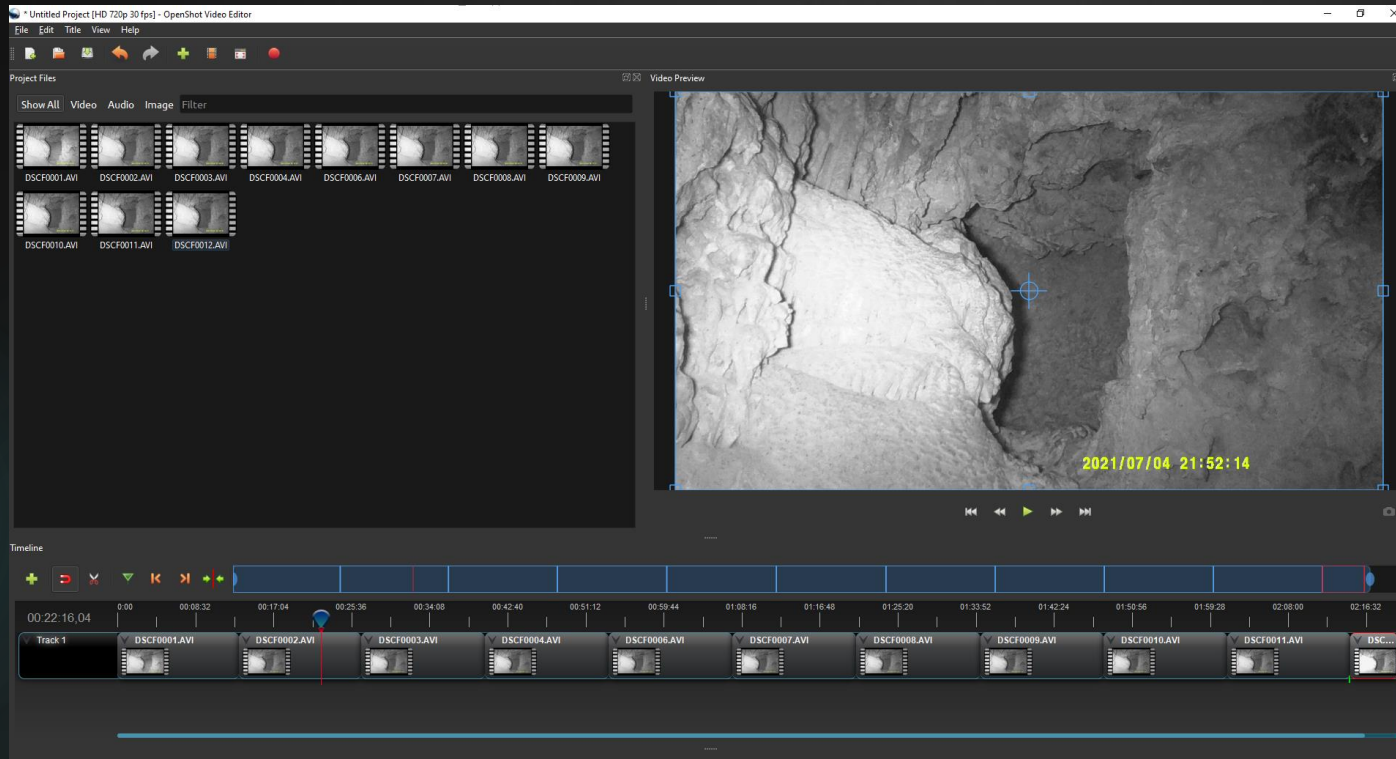 * Untitled Project [HD 720p 30 fps] - OpenShot Video Editor
File Edit Title View Help
Project Files
Video Preview
Show All Video Audio Image Filter
DSCF0001.AVI DSCF0002.AVI DSCF0003.AVI DSCF0004.AVI DSCF0006.AVI DSCF0007.AVI DSCF0008.AVI DSCF0009.AVI
DSCF0010.AVI DSCF0011.AVI DSCF0012.AVI
2021/07/04 21:52:14
Timeline
00:22:16,04
0:00 00:08:32 00:17:04 00:25:36 00:34:08 00:42:40 00:51:12 00:59:44 01:08:16 01:16:48 01:25:20 01:33:52 01:42:24 01:50:56 01:59:28 02:08:00 02:16:32
Track 1 DSCF0001.AVI DSCF0002.AVI DSCF0003.AVI DSCF0004.AVI DSCF0006.AVI DSCF0007.AVI DSCF0008.AVI DSCF0009.AVI DSCF0010.AVI DSCF0011.AVI DSC...